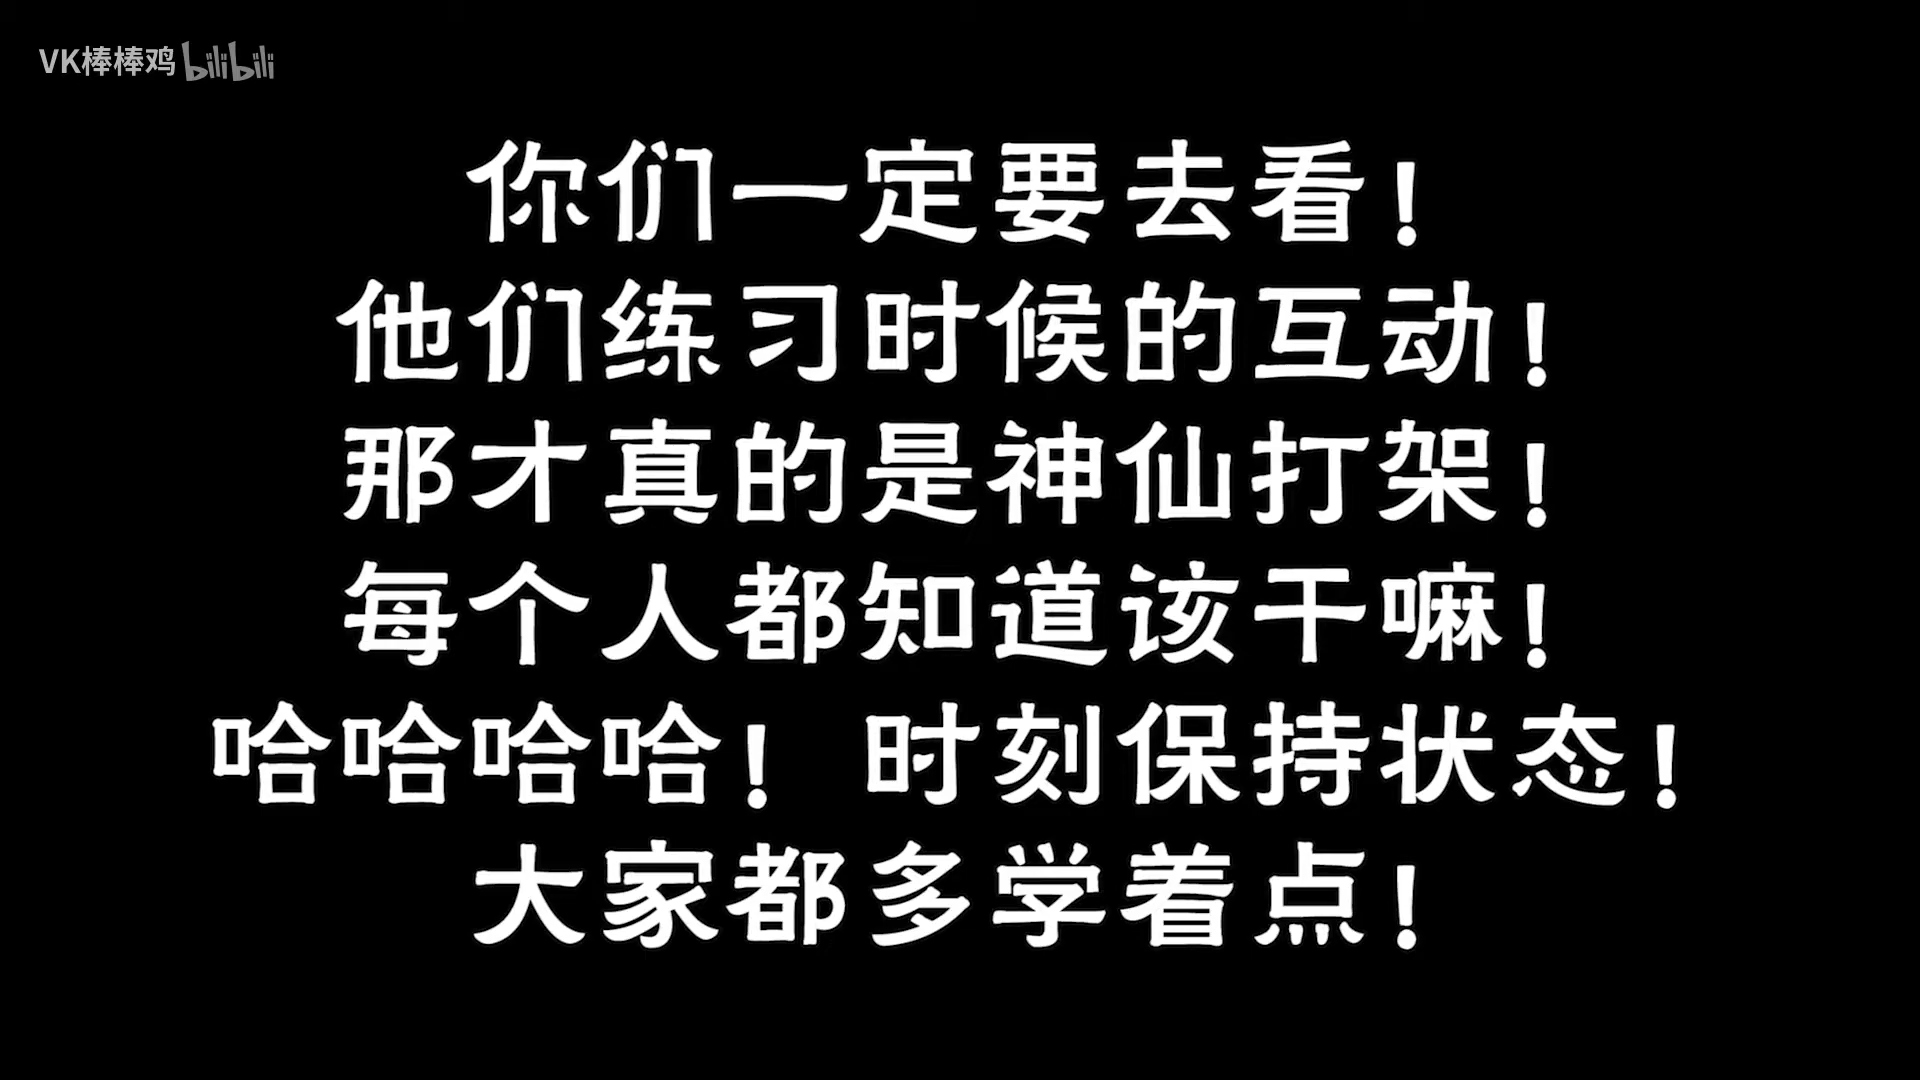 VK棒棒鸡 bilibili
你们一定要去看！
他们练习时候的互动！
那才真的是神仙打架！
每个人都知道该干嘛！
哈哈哈哈！时刻保持状态！
大家都多学着点！